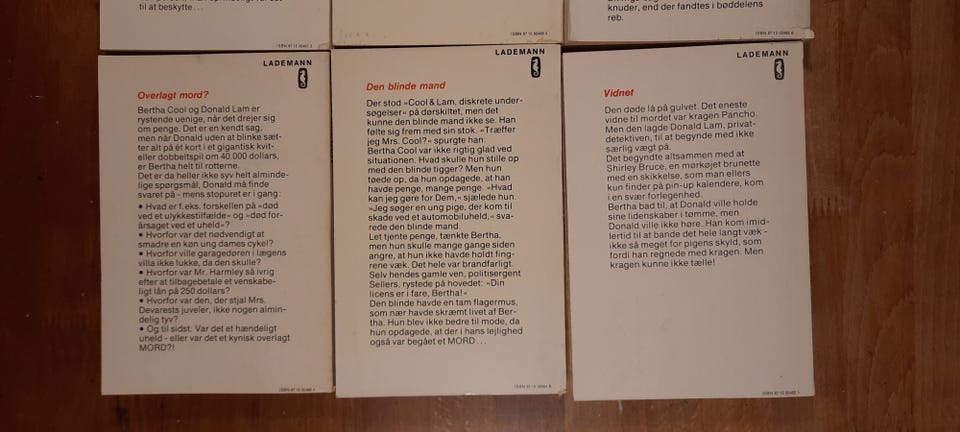 til at beskytte...
knuder, end der fandtes i bøddelens
reb.
LADEMANN
Overlagt mord?
Bertha Cool og Donald Lam er
rystende uenige, når det drejer sig
om penge. Det er en kendt sag,
men når Donald uden at blinke sæt-
ter alt på ét kort i et gigantisk kvit-
eller dobbeltspil om 40.000 dollars,
er Bertha helt til rotterne.
Det er da heller ikke syv helt alminde-
lige spørgsmål, Donald må finde
svaret på - mens stopuret er i gang:
• Hvad er f.eks. forskellen på »død
ved et ulykkestilfælde« og »død for-
årsaget ved et uheld«?
• Hvorfor var det nødvendigt at
smadre en køn ung dames cykel?
• Hvorfor ville garagedøren i lægens
villa ikke lukke, da den skulle?
• Hvorfor var Mr. Harmley så ivrig
efter at tilbagebetale et venskabe-
ligt lån på 250 dollars?
• Hvorfor var den, der stjal Mrs.
Devarests juveler, ikke nogen almin-
delig tyv?
• Og til sidst: Var det et hændeligt
uheld - eller var det et kynisk overlagt
MORD?!
LADEMANN
Den blinde mand
Der stod »Cool & Lam, diskrete under-
søgelser« på dørskiltet, men det
kunne den blinde mand ikke se. Han
følte sig frem med sin stok. »Træffer
jeg Mrs. Cool?« spurgte han.
Bertha Cool var ikke rigtig glad ved
situationen. Hvad skulle hun stille op
med den blinde tigger? Men hun
tøede op, da hun opdagede, at han
havde penge, mange penge. »Hvad
kan jeg gøre for Dem,« sjælede hun.
»Jeg søger en ung pige, der kom til
skade ved et automobiluheld,« sva-
rede den blinde mand.
Let tjente penge, tænkte Bertha,
men hun skulle mange gange siden
angre, at hun ikke havde holdt fing-
rene væk. Det hele var brandfarligt.
Selv hendes gamle ven, politisergent
Sellers, rystede på hovedet: »Din
licens er i fare, Bertha!«
Den blinde havde en tam flagermus,
som nær havde skræmt livet af Ber-
tha. Hun blev ikke bedre til mode, da
hun opdagede, at der i hans lejlighed
også var begået et MORD...
LADEMANN
Vidnet
Den døde lå på gulvet. Det eneste
vidne til mordet var kragen Pancho.
Men den lagde Donald Lam, privat-
detektiven, til at begynde med ikke
særlig vægt på.
Det begyndte altsammen med at
Shirley Bruce, en mørkøjet brunette
med en skikkelse, som man ellers
kun finder på pin-up kalendere, kom
i en svær forlegenhed.
Bertha bad til, at Donald ville holde
sine lidenskaber i tømme, men
Donald ville ikke høre. Han kom imid-
lertid til at bande det hele langt væk -
ikke så meget for pigens skyld, som
fordi han regnede med kragen. Men
kragen kunne ikke tælle!